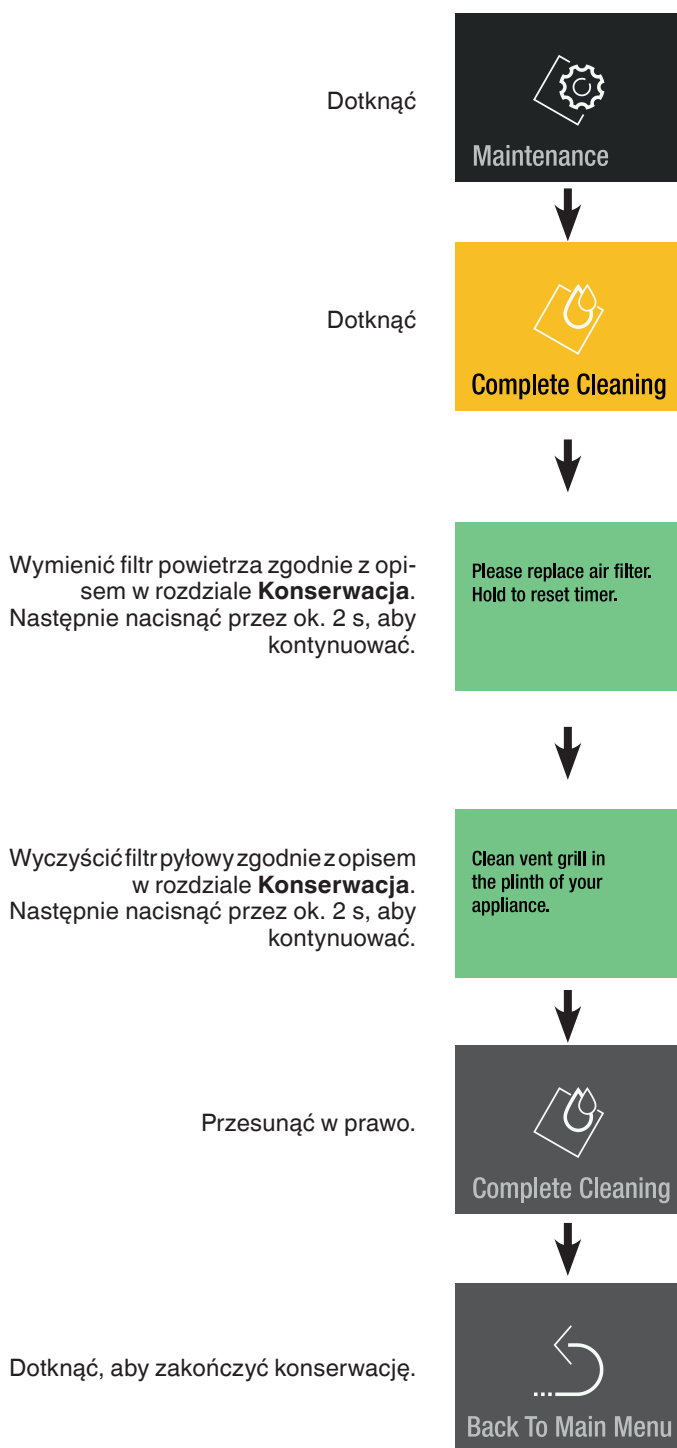 Dotknąć
Maintenance
Dotknąć
Complete Cleaning
Wymienić filtr powietrza zgodnie z opi-
sem w rozdziale Konserwacja.
Następnie nacisnąć przez ok. 2 s, aby
kontynuować.
Please replace air filter.
Hold to reset timer.
Wyczyścić filtr pyłowy zgodnie z opisem
w rozdziale Konserwacja.
Następnie nacisnąć przez ok. 2 s, aby
kontynuować.
Clean vent grill in
the plinth of your
appliance.
Przesunąć w prawo.
Complete Cleaning
Dotknąć, aby zakończyć konserwację.
Back To Main Menu